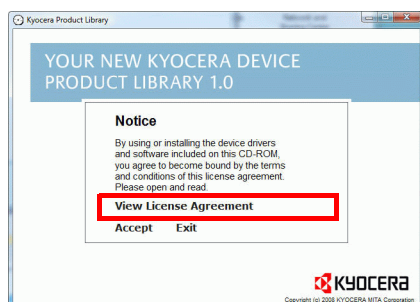 Kyocera Product Library
YOUR NEW KYOCERA DEVICE
PRODUCT LIBRARY 1.0
Notice
By using or installing the device drivers
and software included on this CD-ROM,
you agree to become bound by the terms
and conditions of this license agreement.
Please open and read.
View License Agreement
Accept Exit
KYOCERA
Copyright (c) 2008 KYOCERA MITA Corporation